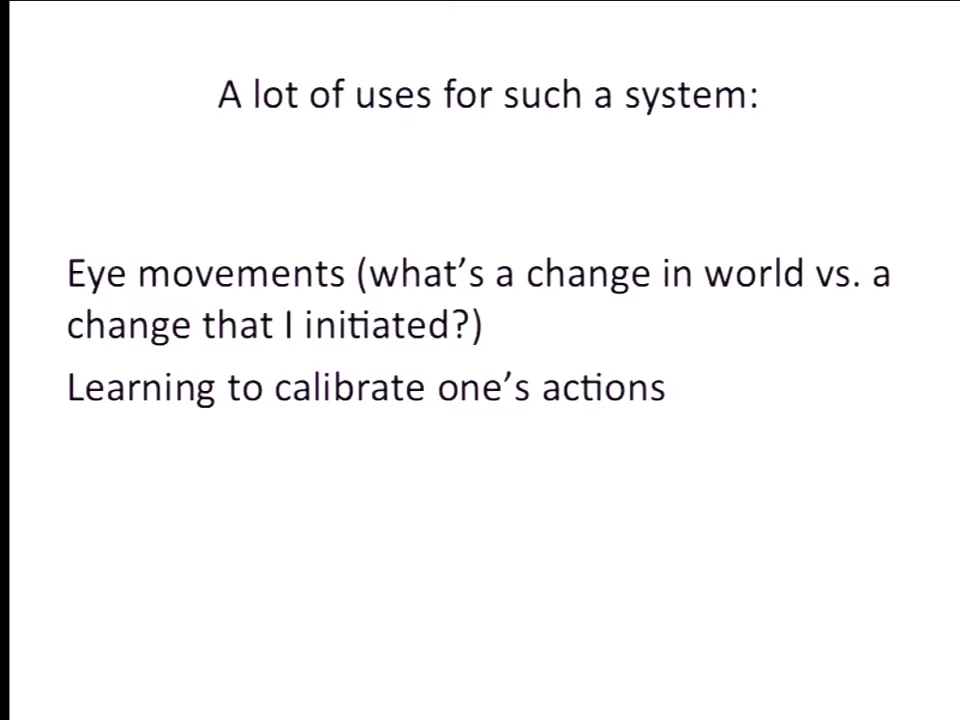 A lot of uses for such a system:
Eye movements (what’s a change in world vs. a
change that I initiated?)
Learning to calibrate one’s actions